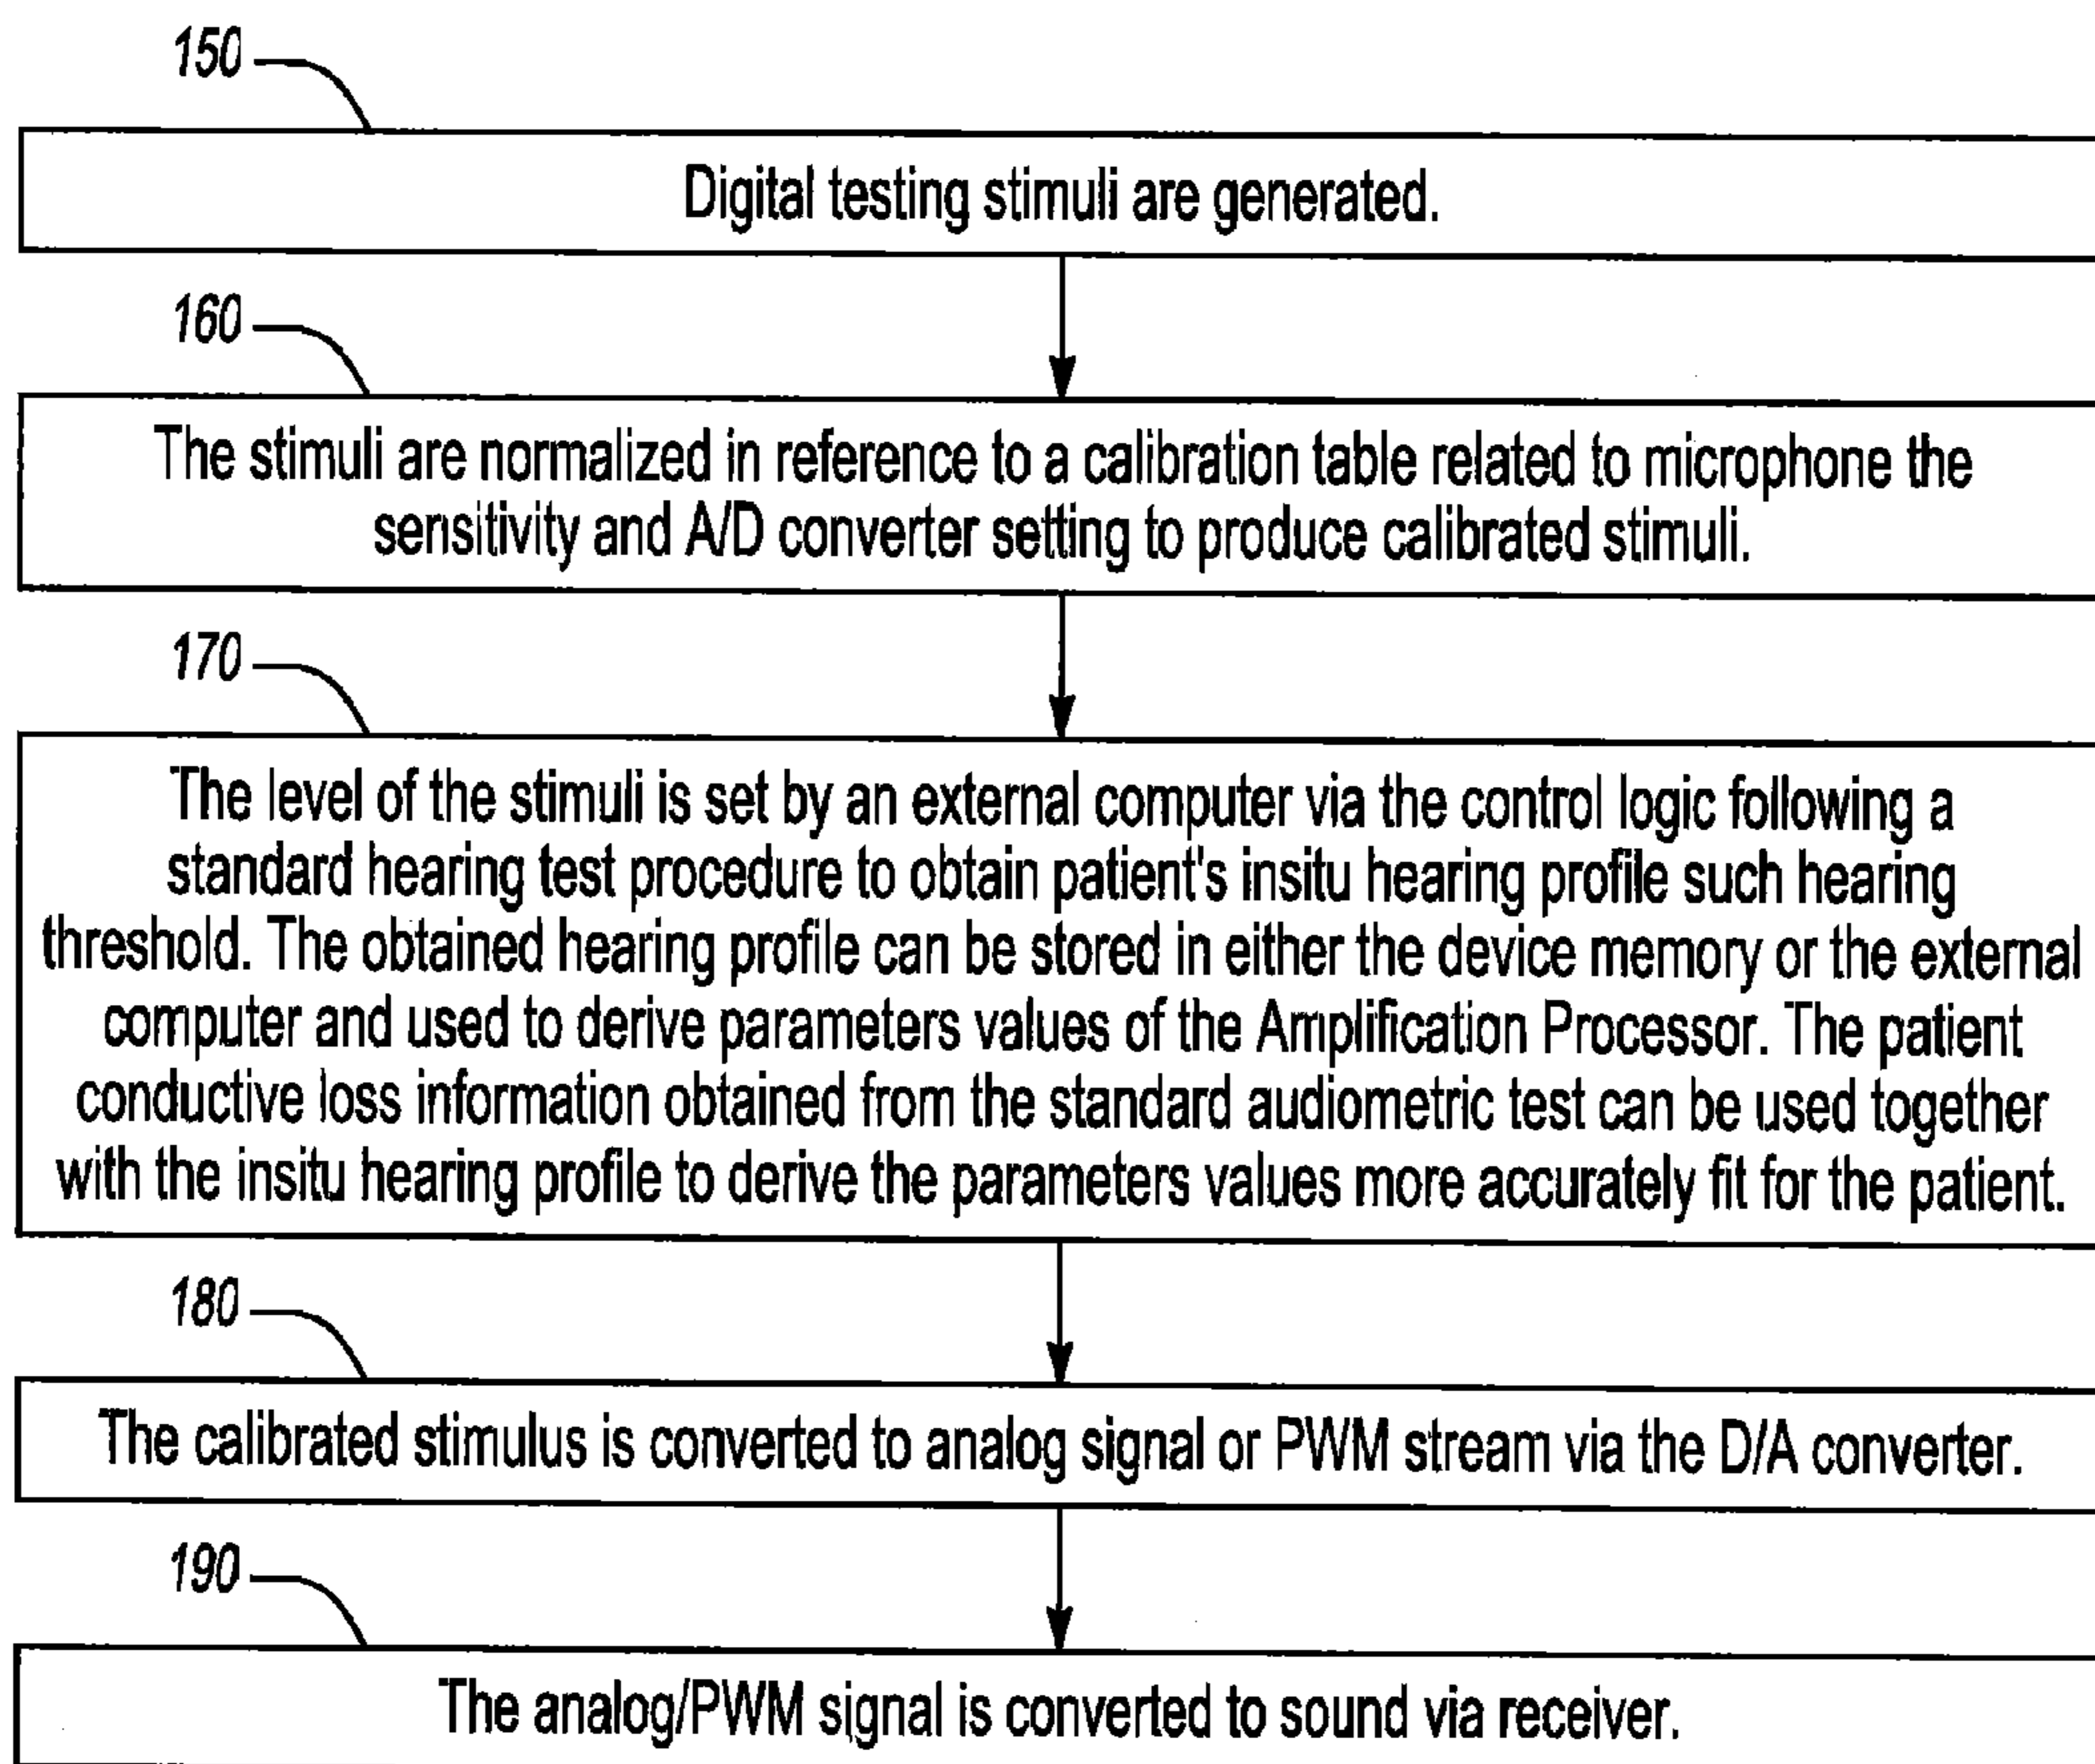 150
Digital testing stimuli are generated.
160
The stimuli are normalized in reference to a calibration table related to microphone the
sensitivity and A/D converter setting to produce calibrated stimuli.
170
The level of the stimuli is set by an external computer via the control logic following a
standard hearing test procedure to obtain patient's insitu hearing profile such hearing
threshold. The obtained hearing profile can be stored in either the device memory or the external
computer and used to derive parameters values of the Amplification Processor. The patient
conductive loss information obtained from the standard audiometric test can be used together
with the insitu hearing profile to derive the parameters values more accurately fit for the patient.
180
The calibrated stimulus is converted to analog signal or PWM stream via the D/A converter.
190
The analog/PWM signal is converted to sound via receiver.